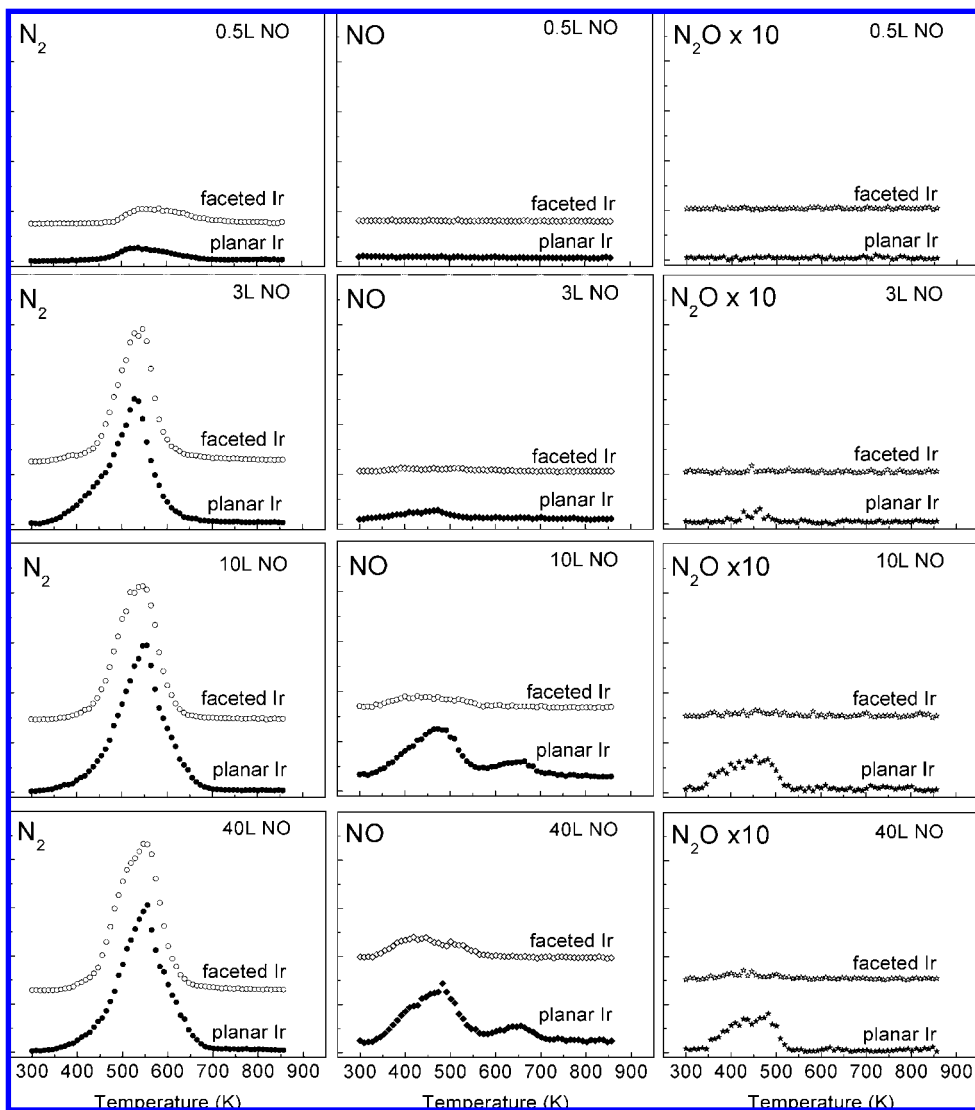 N2 0.5L NO
faceted Ir
planar Ir
NO 0.5L NO
faceted Ir
planar Ir
N2O x 10 0.5L NO
faceted Ir
planar Ir
N2 3L NO
faceted Ir
planar Ir
NO 3L NO
faceted Ir
planar Ir
N2O x 10 3L NO
faceted Ir
planar Ir
N2 10L NO
faceted Ir
planar Ir
NO 10L NO
faceted Ir
planar Ir
N2O x10 10L NO
faceted Ir
planar Ir
N2 40L NO
faceted Ir
planar Ir
300 400 500 600 700 800
Temperature (K)
NO 40L NO
faceted Ir
planar Ir
300 400 500 600 700 800 900
Temperature (K)
N2O x10 40L NO
faceted Ir
planar Ir
300 400 500 600 700 800 900
Temperature (K)